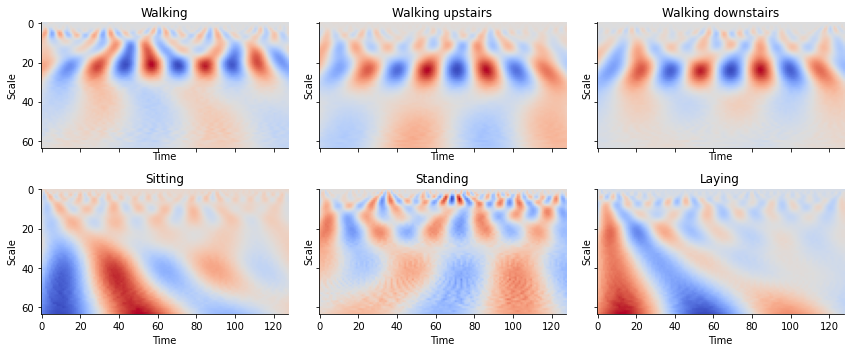 Walking
Walking upstairs
Walking downstairs
0
20
40
60
Scale
Scale
Scale
Time
Time
Time
Sitting
Standing
Laying
0
20
40
60
Scale
Scale
Scale
0 20 40 60 80 100 120
0 20 40 60 80 100 120
0 20 40 60 80 100 120
Time
Time
Time